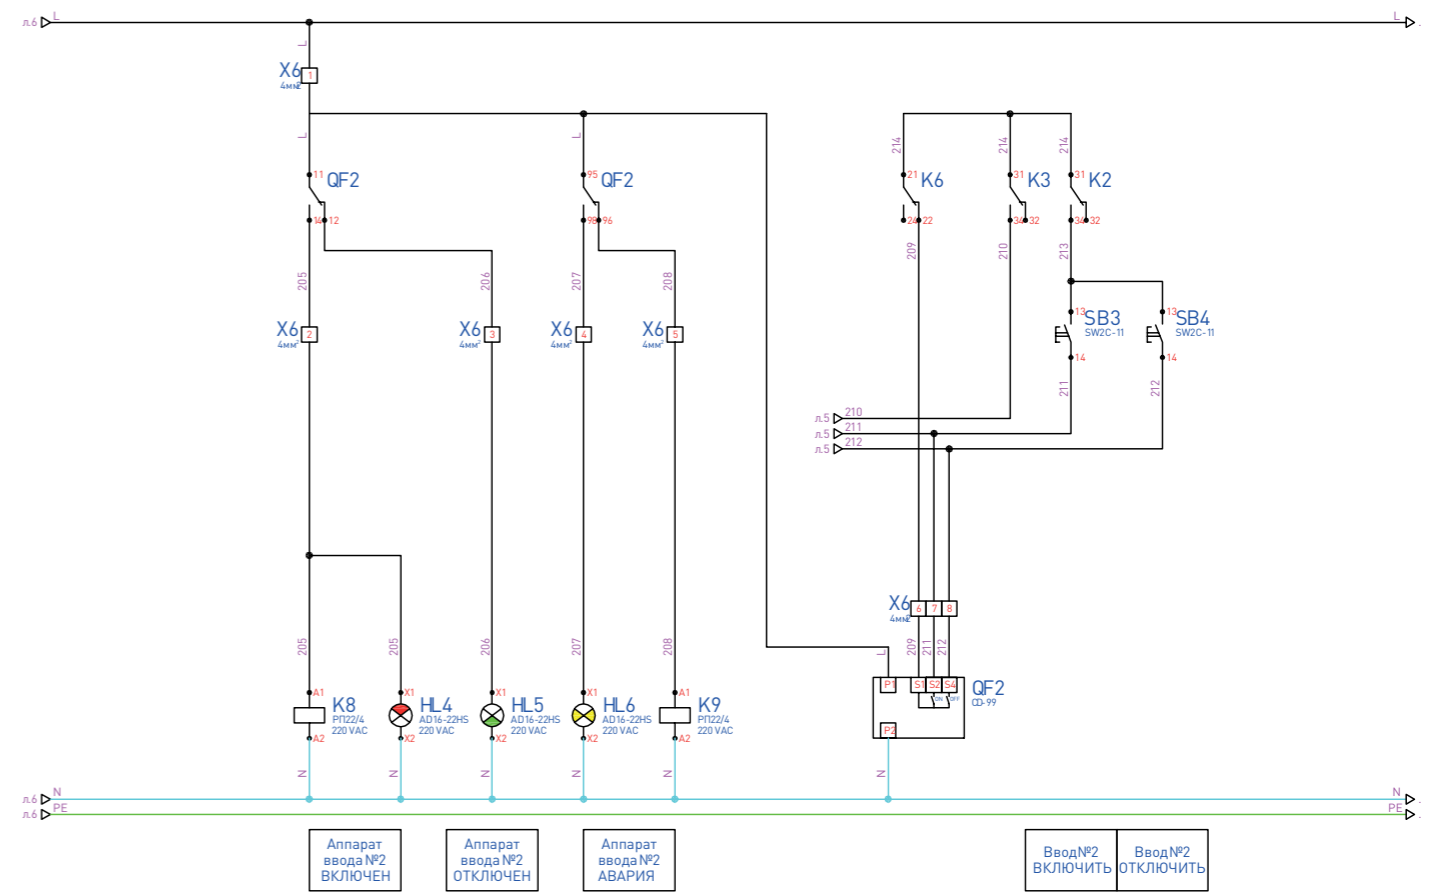 л.6 L L
L
X6 1
4мм²
L L 214 214 214
11 QF2 95 QF2 21 K6 31 K3 31 K2
14 12 98 96 24 22 34 32 34 32
205 206 207 208 209 210 213
X6 2 X6 3 X6 4 X6 5
4мм² 4мм² 4мм² 4мм²
13 SB3 13 SB4
SW2C-11 SW2C-11
14 14
211 212
л.5 210
л.5 211
л.5 212
X6 6 7 8
4мм²
205 205 206 207 208 L 209 211 212
P1 S1 S2 S4 QF2
CD-99
ON OFF
P2
A1 K8 X1 HL4 X1 HL5 X1 HL6 A1 K9
РП22/4 AD16-22HS AD16-22HS AD16-22HS РП22/4
220 VAC 220 VAC 220 VAC 220 VAC 220 VAC
A2 X2 X2 X2 A2
N N N N N N
л.6 N N
л.6 PE PE
Аппарат
ввода №2
ВКЛЮЧЕН
Аппарат
ввода №2
ОТКЛЮЧЕН
Аппарат
ввода №2
АВАРИЯ
Ввод №2
ВКЛЮЧИТЬ
Ввод №2
ОТКЛЮЧИТЬ